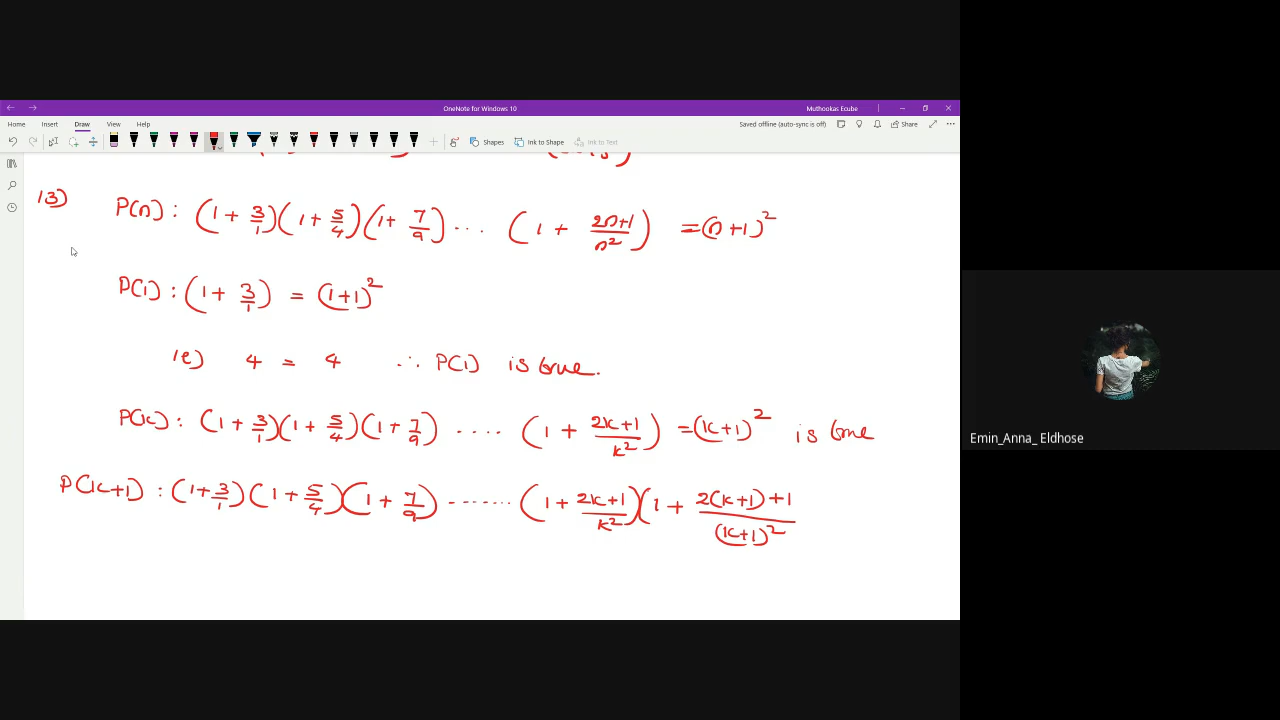 OneNote for Windows 10
Muthookas Ecube
Home Insert Draw View Help
Saved offline (auto-sync is off) Share
Shapes Ink to Shape Ink to Text
13) P(n) : (1 + 3/1)(1 + 5/4)(1 + 7/9) ... (1 + 2n+1/n²) = (n+1)²
P(1) : (1 + 3/1) = (1+1)²
ie) 4 = 4 ∴ P(1) is true.
P(k) : (1 + 3/1)(1 + 5/4)(1 + 7/9) .... (1 + 2k+1/k²) = (k+1)² is true
P(k+1) : (1 + 3/1)(1 + 5/4)(1 + 7/9) ....... (1 + 2k+1/k²)(1 + 2(k+1)+1/(k+1)²
Emin_Anna_ Eldhose